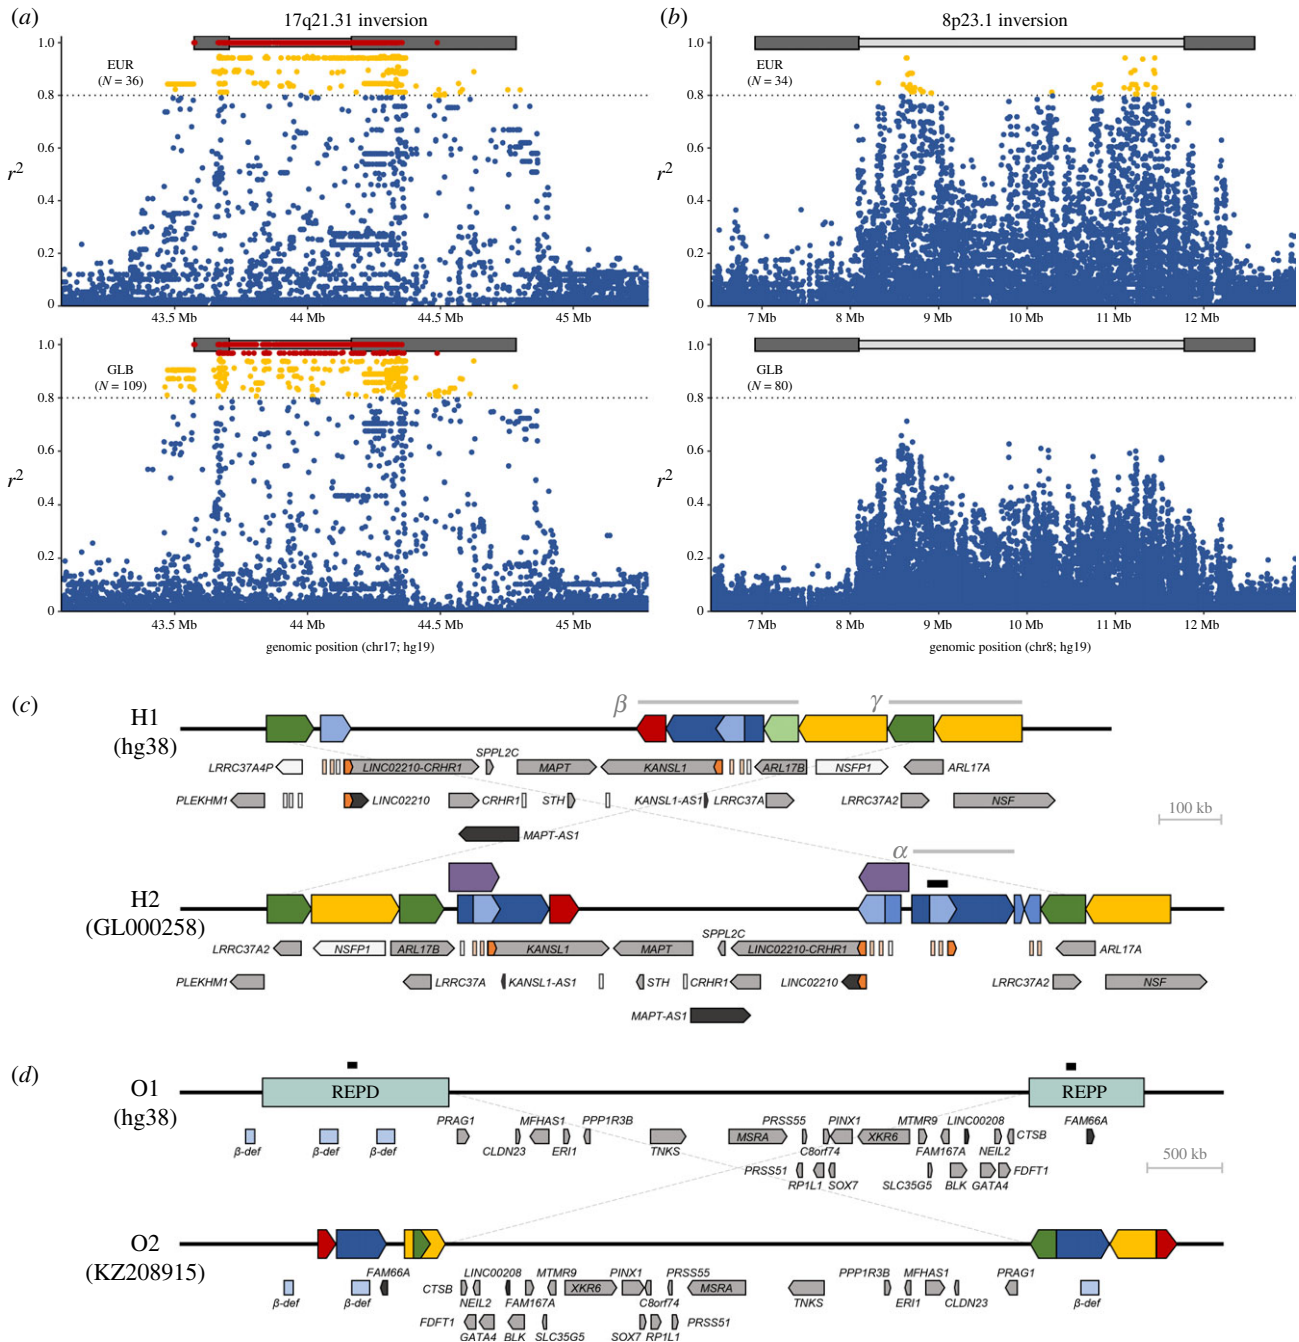 (a)
17q21.31 inversion
1.0
EUR
(N = 36)
0.8
0.6
r²
0.4
0.2
0
43.5 Mb
44 Mb
44.5 Mb
45 Mb
1.0
GLB
(N = 109)
0.8
0.6
r²
0.4
0.2
0
43.5 Mb
44 Mb
44.5 Mb
45 Mb
genomic position (chr17; hg19)
(b)
8p23.1 inversion
1.0
EUR
(N = 34)
0.8
0.6
r²
0.4
0.2
0
7 Mb
8 Mb
9 Mb
10 Mb
11 Mb
12 Mb
1.0
GLB
(N = 80)
0.8
0.6
r²
0.4
0.2
0
7 Mb
8 Mb
9 Mb
10 Mb
11 Mb
12 Mb
genomic position (chr8; hg19)
(c)
H1
(hg38)
β
γ
SPPL2C
LRRC37A4P
LINC02210-CRHR1
MAPT
KANSL1
ARL17B
NSFP1
ARL17A
PLEKHM1
LINC02210
CRHR1
STH
KANSL1-AS1
LRRC37A
LRRC37A2
NSF
100 kb
MAPT-AS1
H2
(GL000258)
α
SPPL2C
LRRC37A2
NSFP1
ARL17B
KANSL1
MAPT
LINC02210-CRHR1
ARL17A
PLEKHM1
LRRC37A
KANSL1-AS1
STH
CRHR1
LINC02210
LRRC37A2
NSF
MAPT-AS1
(d)
O1
(hg38)
REPD
REPP
PRAG1
MFHAS1
PPP1R3B
PRSS55
PINX1
MTMR9
LINC00208
FAM66A
MSRA
XKR6
CTSB
β-def
β-def
β-def
CLDN23
ERI1
TNKS
C8orf74
FAM167A
NEIL2
PRSS51
RP1L1
SOX7
SLC35G5
BLK
GATA4
FDFT1
500 kb
O2
(KZ208915)
FAM66A
LINC00208
MTMR9
PINX1
PRSS55
PPP1R3B
MFHAS1
PRAG1
CTSB
XKR6
MSRA
β-def
β-def
NEIL2
FAM167A
C8orf74
TNKS
ERI1
CLDN23
β-def
FDFT1
GATA4
BLK
SLC35G5
SOX7
RP1L1
PRSS51